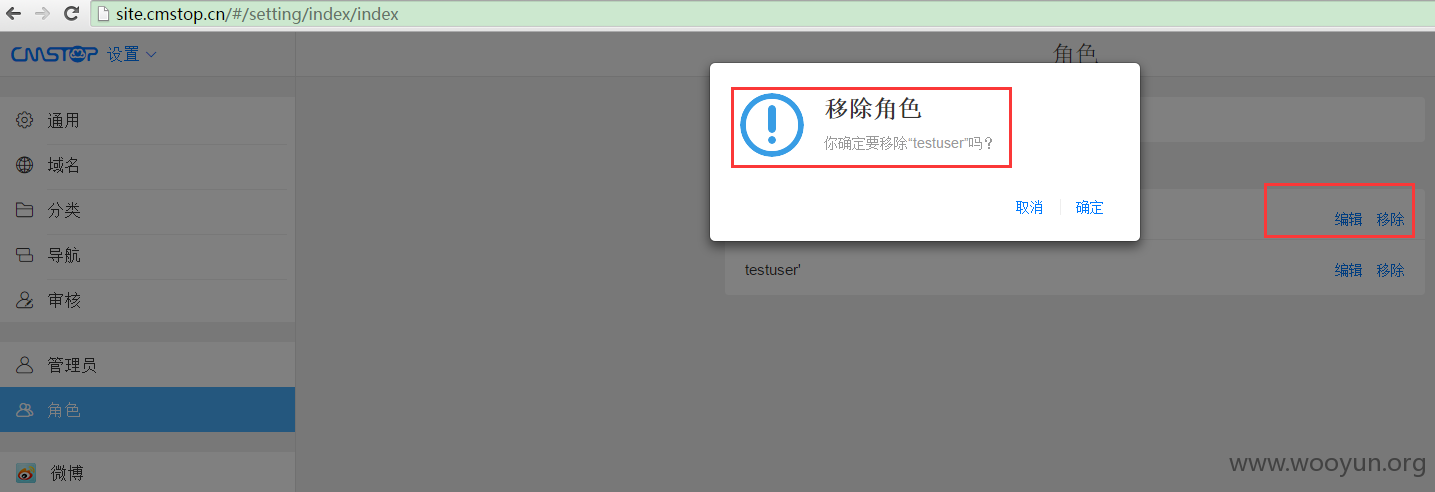 site.cmstop.cn/#/setting/index/index
CMSTOP 设置
角色
通用
域名
分类
导航
审核
管理员
角色
微博
移除角色
你确定要移除“testuser”吗？
取消 确定
编辑 移除
testuser' 编辑 移除
www.wooyun.org